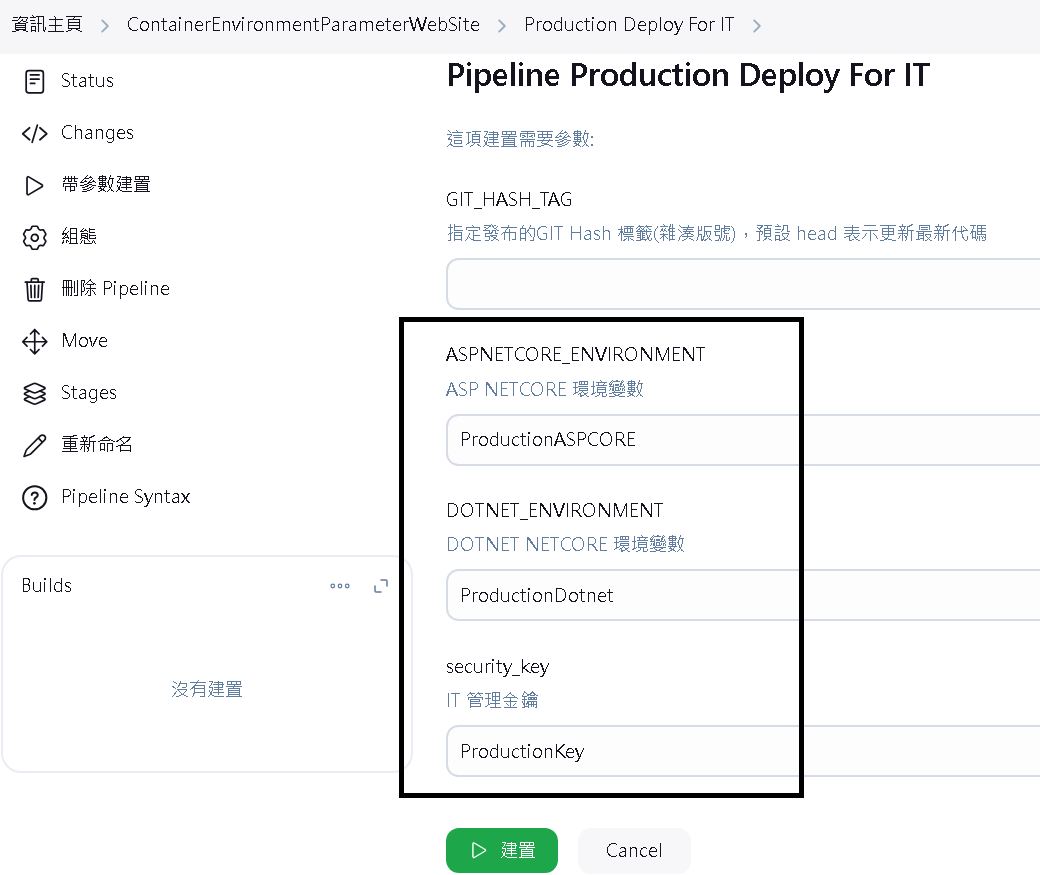 資訊主頁 > ContainerEnvironmentParameterWebSite > Production Deploy For IT >
Status
Changes
帶參數建置
組態
刪除 Pipeline
Move
Stages
重新命名
Pipeline Syntax
Builds
沒有建置
Pipeline Production Deploy For IT
這項建置需要參數:
GIT_HASH_TAG
指定發布的GIT Hash 標籤(雜湊版號)，預設 head 表示更新最新代碼
ASPNETCORE_ENVIRONMENT
ASP NETCORE 環境變數
ProductionASPCORE
DOTNET_ENVIRONMENT
DOTNET NETCORE 環境變數
ProductionDotnet
security_key
IT 管理金鑰
ProductionKey
建置
Cancel